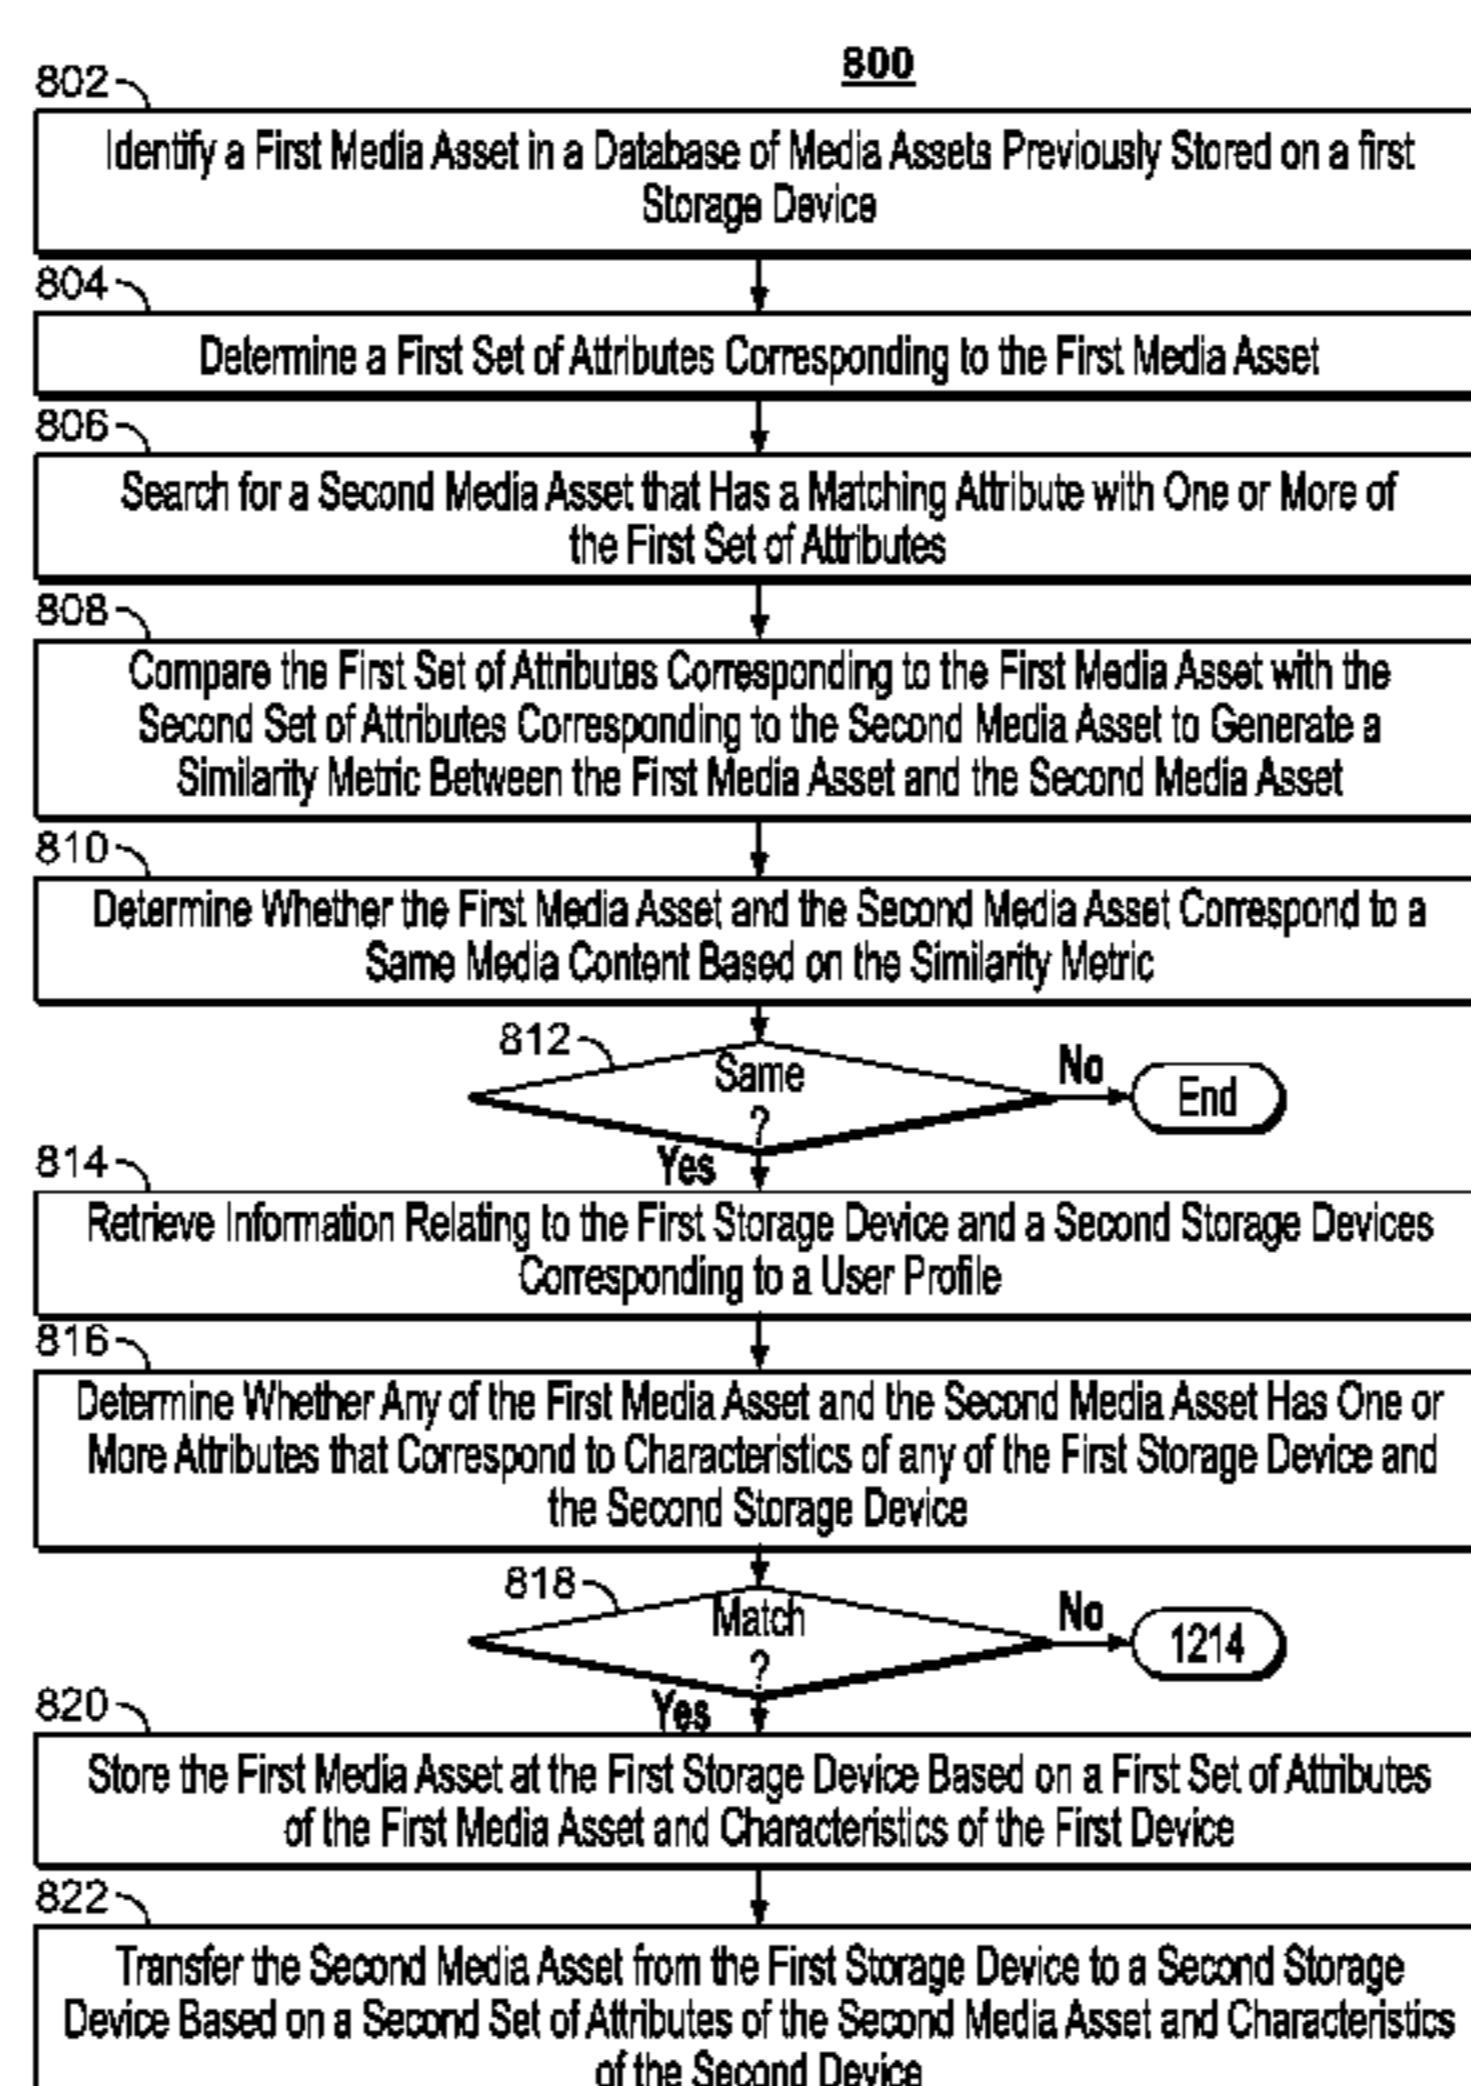 800
802
Identify a First Media Asset in a Database of Media Assets Previously Stored on a first
Storage Device
804
Determine a First Set of Attributes Corresponding to the First Media Asset
806
Search for a Second Media Asset that Has a Matching Attribute with One or More of
the First Set of Attributes
808
Compare the First Set of Attributes Corresponding to the First Media Asset with the
Second Set of Attributes Corresponding to the Second Media Asset to Generate a
Similarity Metric Between the First Media Asset and the Second Media Asset
810
Determine Whether the First Media Asset and the Second Media Asset Correspond to a
Same Media Content Based on the Similarity Metric
812
Same
?
No
End
Yes
814
Retrieve Information Relating to the First Storage Device and a Second Storage Devices
Corresponding to a User Profile
816
Determine Whether Any of the First Media Asset and the Second Media Asset Has One or
More Attributes that Correspond to Characteristics of any of the First Storage Device and
the Second Storage Device
818
Match
?
No
1214
Yes
820
Store the First Media Asset at the First Storage Device Based on a First Set of Attributes
of the First Media Asset and Characteristics of the First Device
822
Transfer the Second Media Asset from the First Storage Device to a Second Storage
Device Based on a Second Set of Attributes of the Second Media Asset and Characteristics
of the Second Device